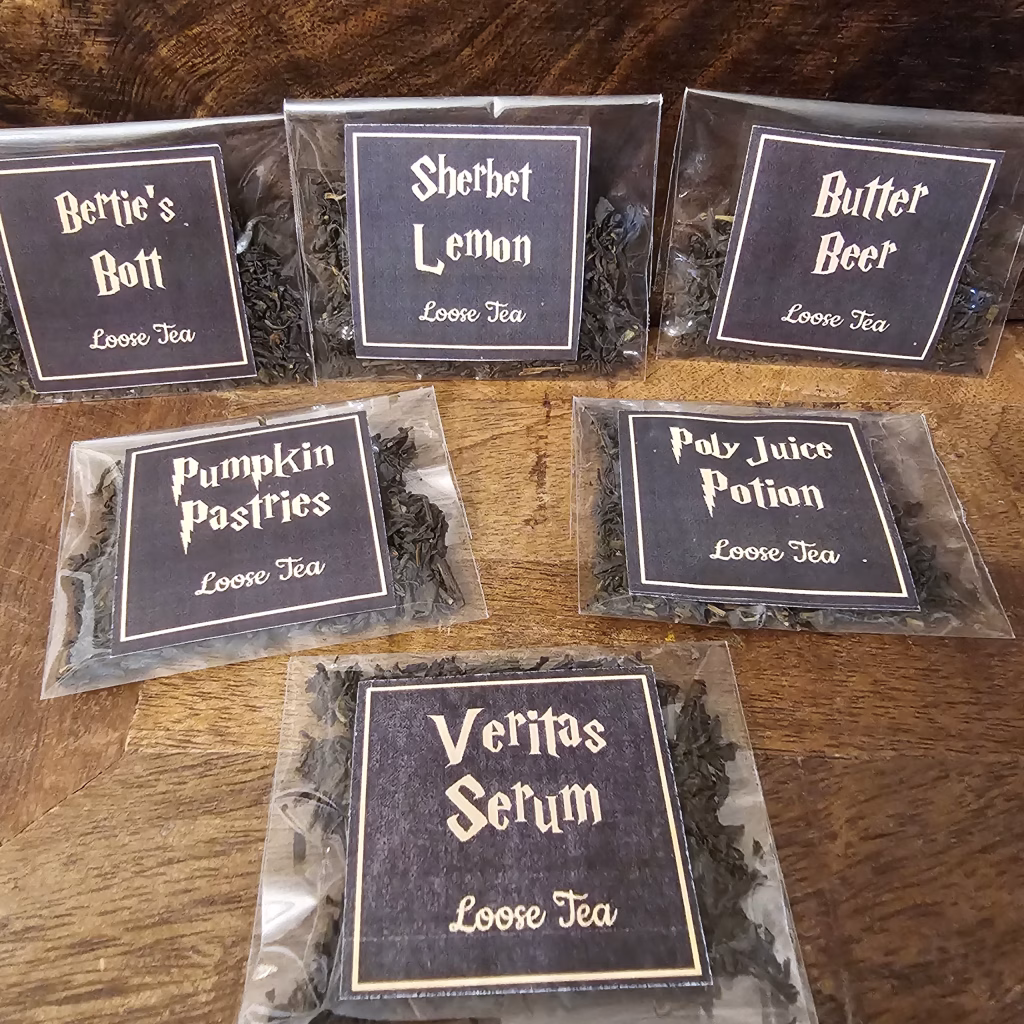 Bertie's
Bott
Loose Tea
Sherbet
Lemon
Loose Tea
Butter
Beer
Loose Tea
Pumpkin
Pastries
Loose Tea
Poly Juice
Potion
Loose Tea
Veritas
Serum
Loose Tea